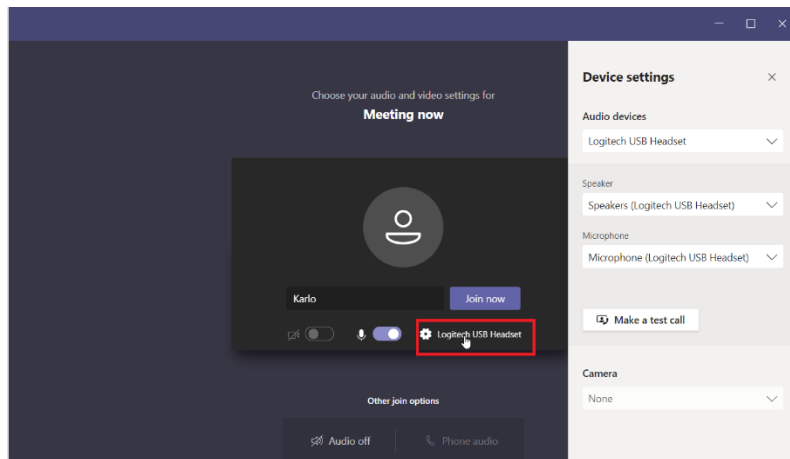 Choose your audio and video settings for
Meeting now
Karlo
Join now
Logitech USB Headset
Other join options
Audio off
Phone audio
Device settings
Audio devices
Logitech USB Headset
Speaker
Speakers (Logitech USB Headset)
Microphone
Microphone (Logitech USB Headset)
Make a test call
Camera
None